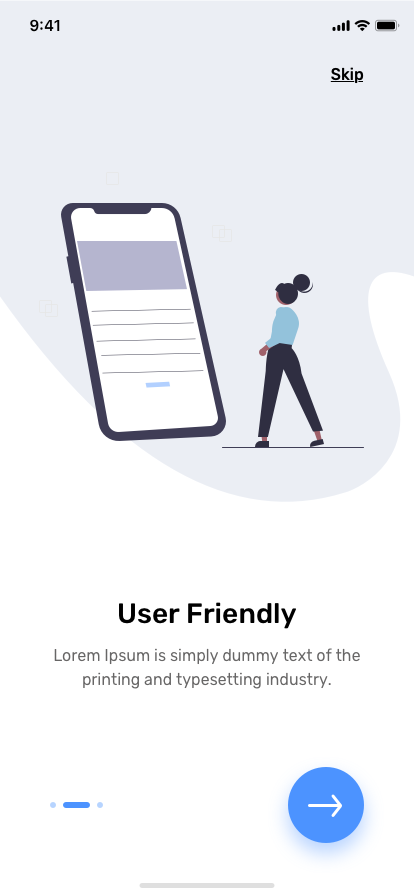 9:41
Skip
User Friendly
Lorem Ipsum is simply dummy text of the
printing and typesetting industry.